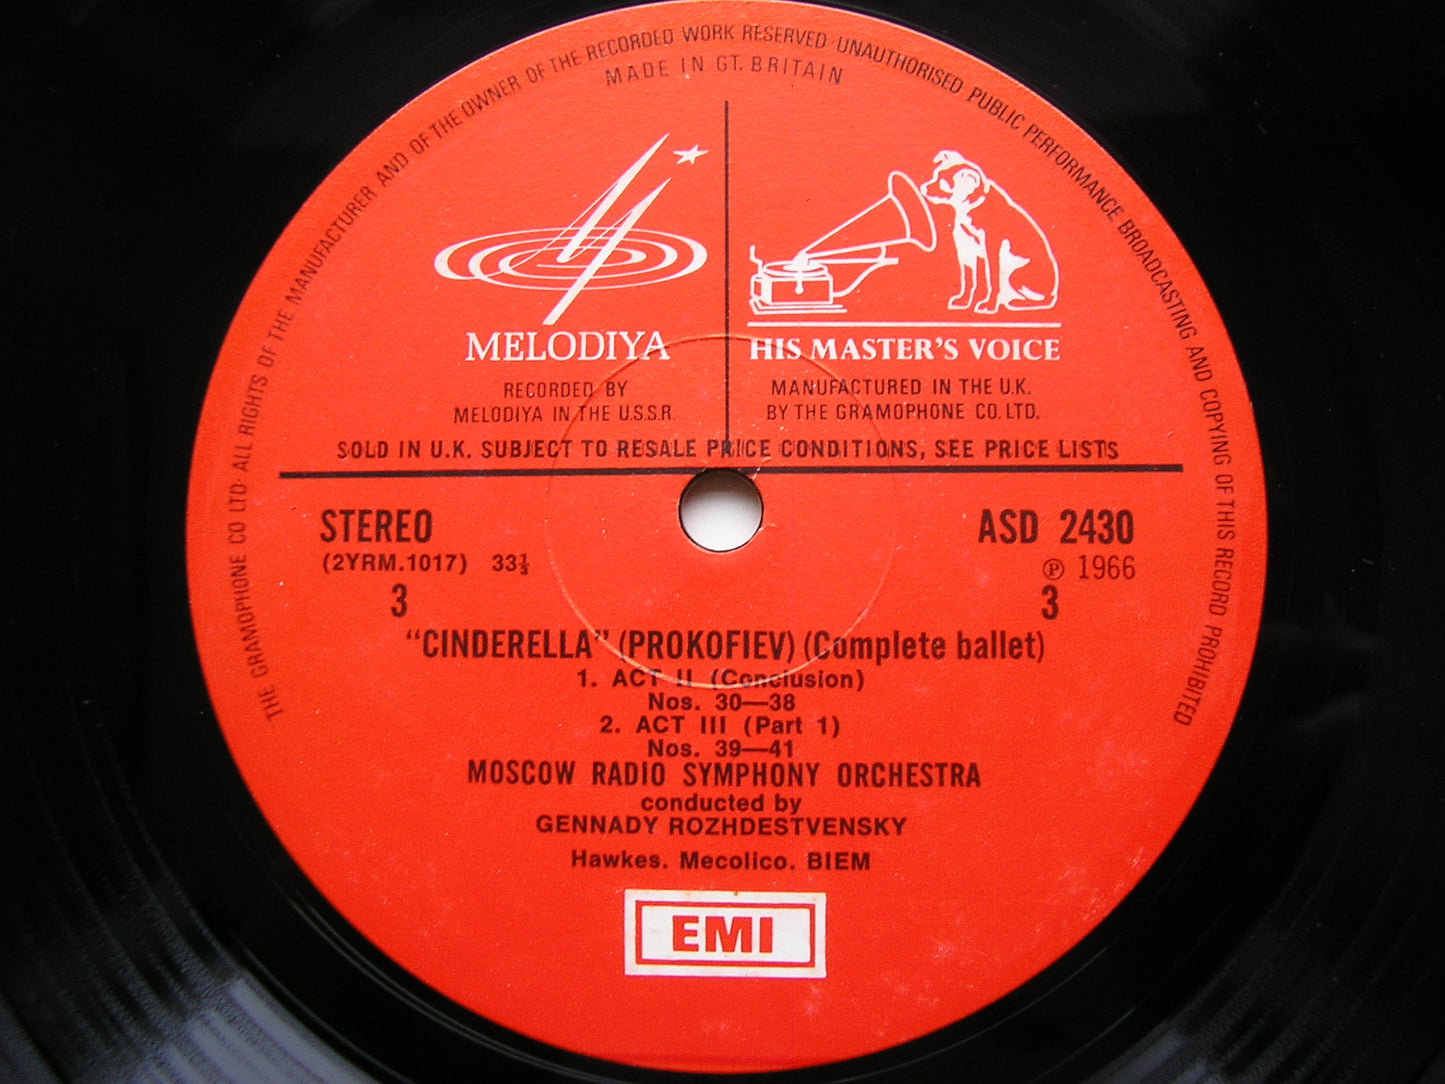 THE GRAMOPHONE CO LTD· ALL RIGHTS OF THE MANUFACTURER AND OF THE OWNER OF THE RECORDED WORK RESERVED·UNAUTHORISED PUBLIC PERFORMANCE BROADCASTING AND COPYING OF THIS RECORD PROHIBITED
MADE IN GT. BRITAIN
MELODIYA
RECORDED BY
MELODIYA IN THE U.S.S.R.
HIS MASTER'S VOICE
MANUFACTURED IN THE U.K.
BY THE GRAMOPHONE CO. LTD.
SOLD IN U.K. SUBJECT TO RESALE PRICE CONDITIONS, SEE PRICE LISTS
STEREO
(2YRM.1017) 33⅓
3
ASD 2430
℗ 1966
3
"CINDERELLA" (PROKOFIEV) (Complete ballet)
1. ACT II (Conclusion)
Nos. 30—38
2. ACT III (Part 1)
Nos. 39—41
MOSCOW RADIO SYMPHONY ORCHESTRA
conducted by
GENNADY ROZHDESTVENSKY
Hawkes. Mecolico. BIEM
EMI